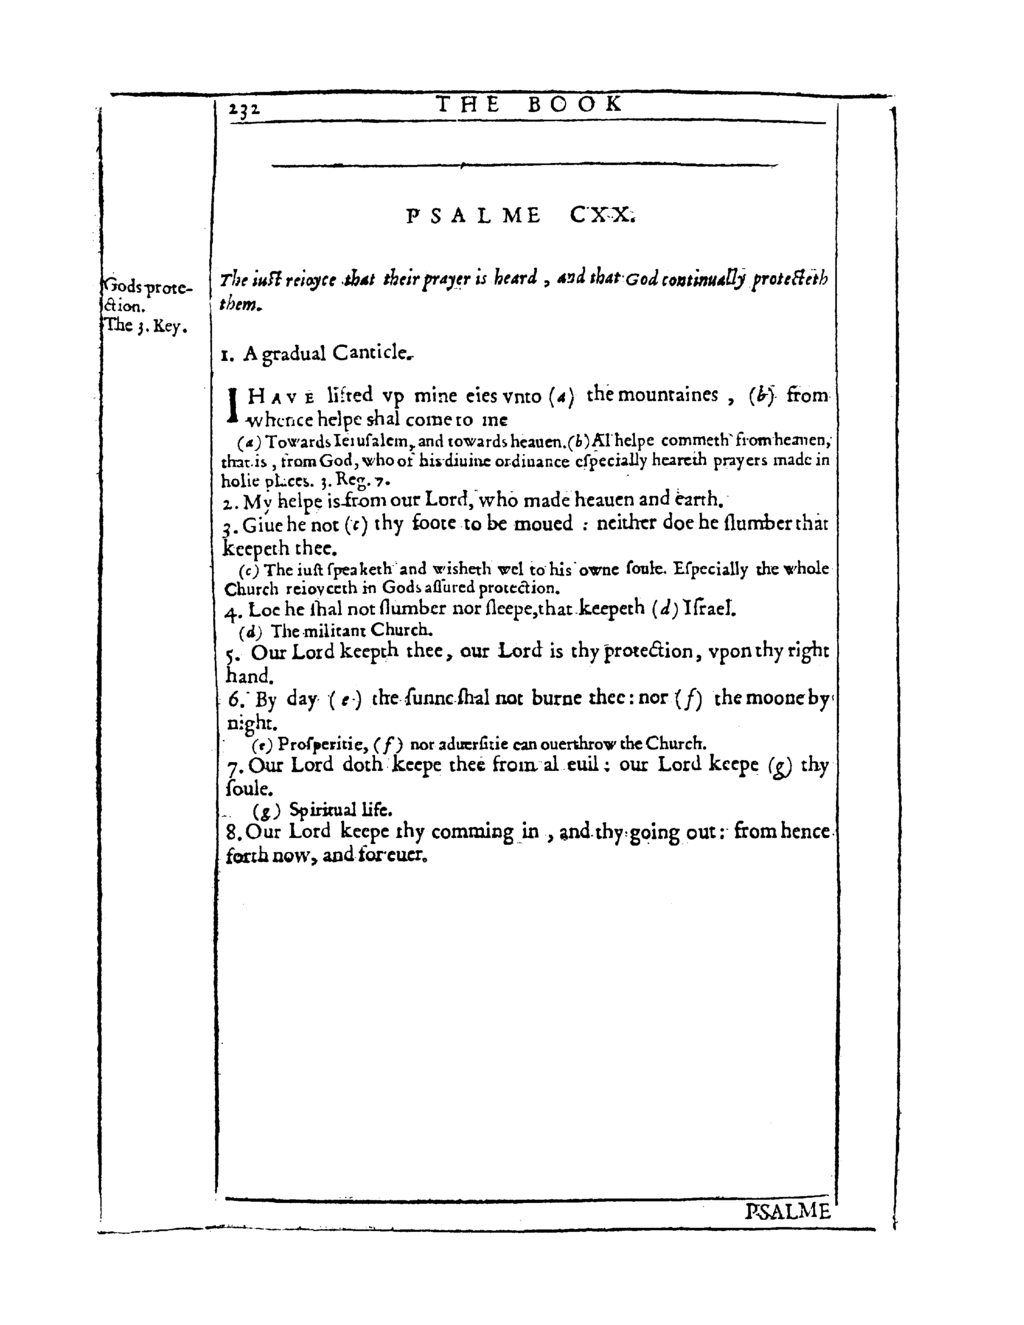 232 THE BOOK
PSALME CXX.
Gods prote-
ction.
The 3. Key.
The iuſt reioyce that their prayer is heard , and that God continually protecteth
them.
1. A gradual Canticle.
I HAVE lifted vp mine eies vnto (a) the mountaines , (b) from
whence helpe shal come to me
(a) Towards Ieruſalem, and towards heauen. (b) Al helpe commeth from heauen,
that is , from God, who of his diuine ordinance eſpecially heareth prayers made in
holie places. 3. Reg. 7.
2. My helpe is from our Lord, who made heauen and earth.
3. Giue he not (c) thy foote to be moued : neither doe he ſlumber that
keepeth thee.
(c) The iuſt ſpeaketh and wisheth wel to his owne ſoule. Eſpecially the whole
Church reioyceth in Gods aſſured protection.
4. Loe he ſhal not ſlumber nor ſleepe, that keepeth (d) Iſrael.
(d) The militant Church.
5. Our Lord keepth thee, our Lord is thy protection, vpon thy right
hand.
6. By day (e) the ſunne ſhal not burne thee : nor (f) the moone by
night.
(e) Proſperitie, (f) nor aduerſitie can ouerthrow the Church.
7. Our Lord doth keepe thee from al euil : our Lord keepe (g) thy
ſoule.
(g) Spiritual life.
8. Our Lord keepe thy comming in , and thy going out : from hence
forth now, and for euer.
PSALME